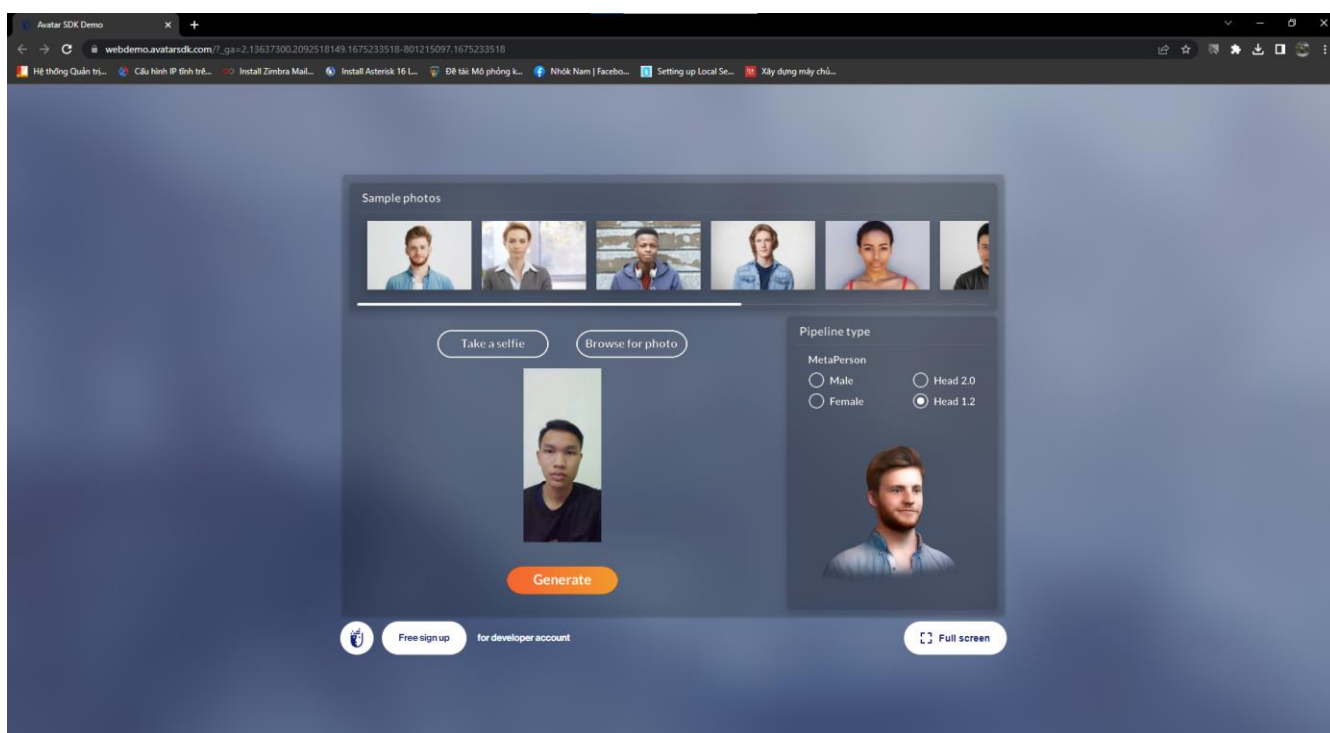 Avatar SDK Demo
webdemo.avatarsdk.com/?_ga=2.13637300.2092518149.1675233518-801215097.1675233518
Hệ thống Quản trị... Cấu hình IP tĩnh trê... Install Zimbra Mail... Install Asterisk 16 L... Đề tài: Mô phỏng k... Nhók Nam | Facebo... Setting up Local Se... Xây dựng máy chủ...
Sample photos
Take a selfie Browse for photo
Pipeline type
MetaPerson
Male Head 2.0
Female Head 1.2
Generate
Free sign up for developer account Full screen